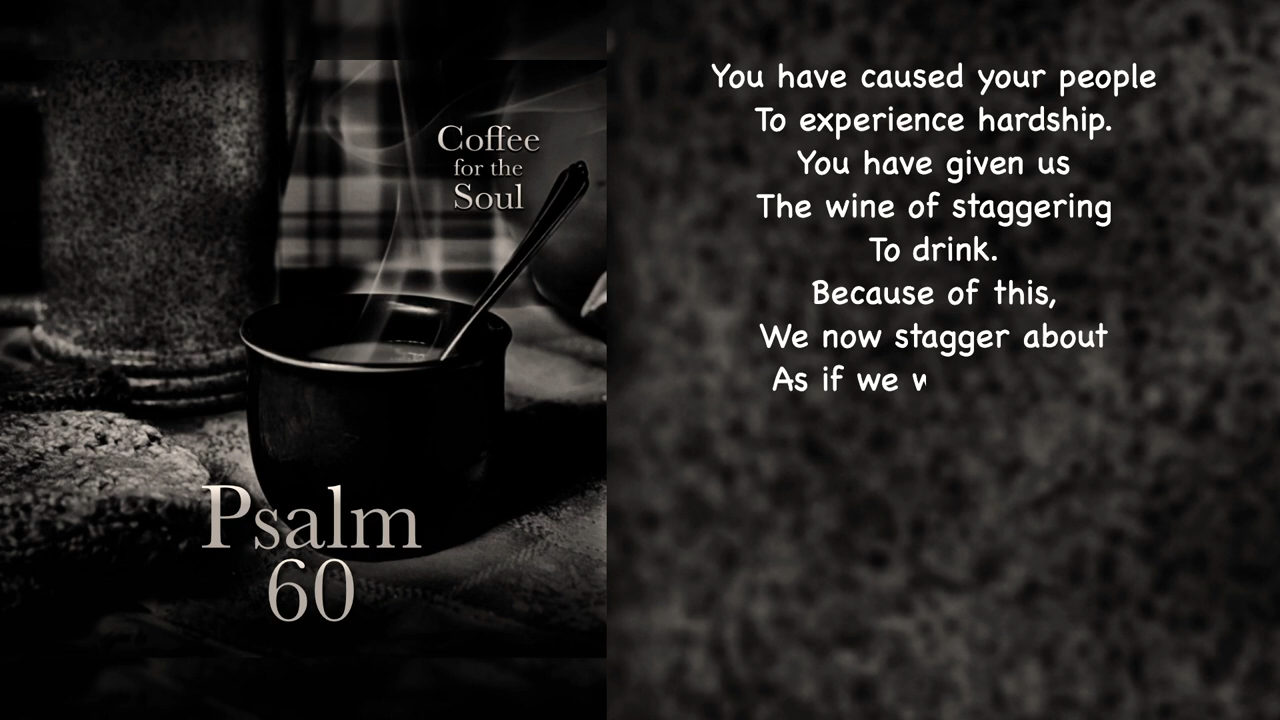 Coffee
for the
Soul
Psalm
60
You have caused your people
To experience hardship.
You have given us
The wine of staggering
To drink.
Because of this,
We now stagger about
As if we